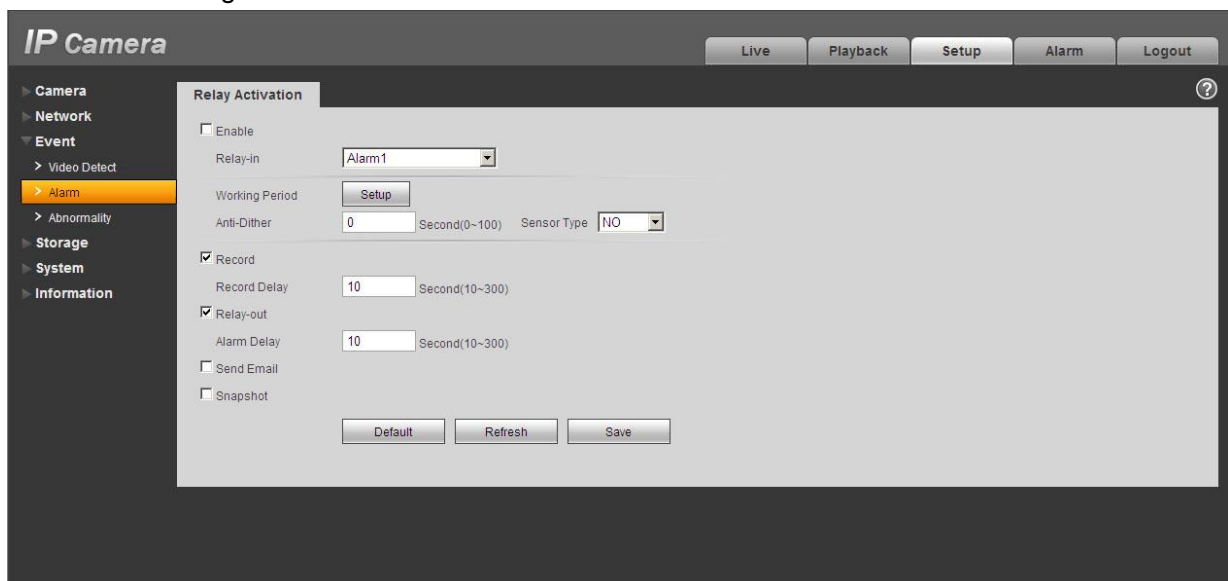 IP Camera
Live Playback Setup Alarm Logout
Camera
Network
Event
> Video Detect
> Alarm
> Abnormality
Storage
System
Information
Relay Activation
?
Enable
Relay-in Alarm1
Working Period Setup
Anti-Dither 0 Second(0~100) Sensor Type NO
Record
Record Delay 10 Second(10~300)
Relay-out
Alarm Delay 10 Second(10~300)
Send Email
Snapshot
Default Refresh Save